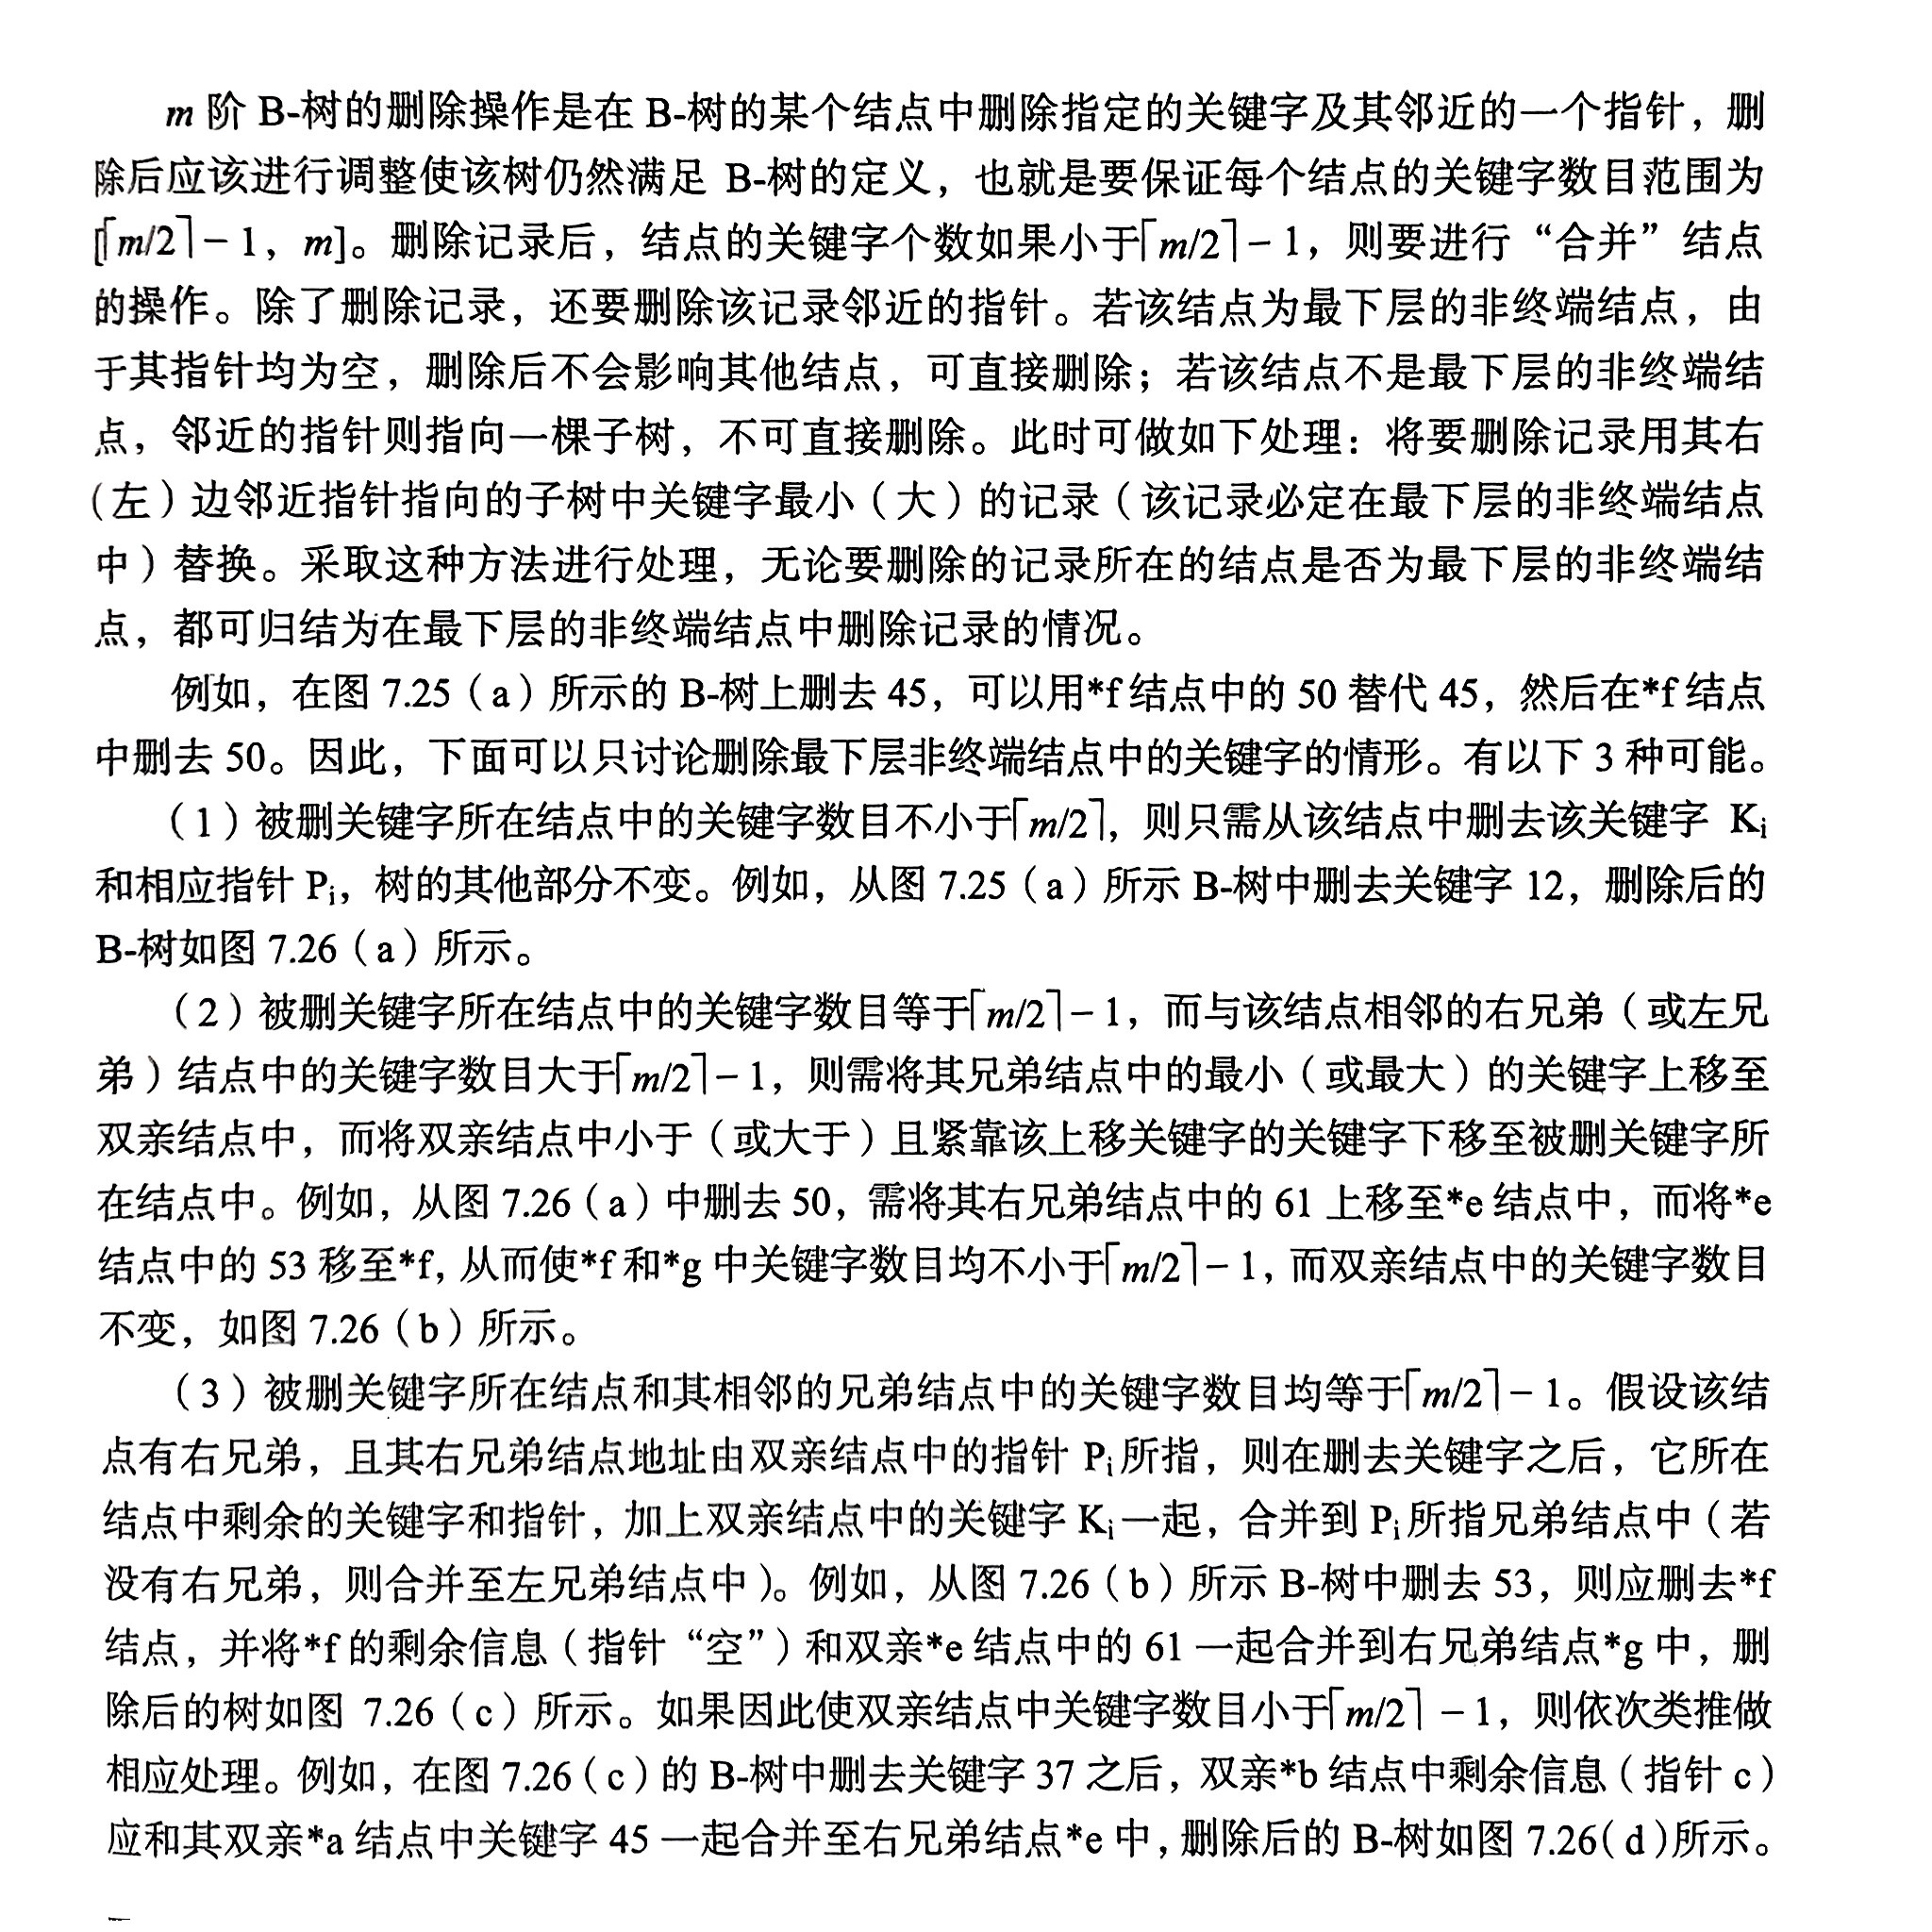 m 阶 B-树的删除操作是在 B-树的某个结点中删除指定的关键字及其邻近的一个指针，删
除后应该进行调整使该树仍然满足 B-树的定义，也就是要保证每个结点的关键字数目范围为
[⌈m/2⌉－1，m]。删除记录后，结点的关键字个数如果小于⌈m/2⌉－1，则要进行“合并”结点
的操作。除了删除记录，还要删除该记录邻近的指针。若该结点为最下层的非终端结点，由
于其指针均为空，删除后不会影响其他结点，可直接删除；若该结点不是最下层的非终端结
点，邻近的指针则指向一棵子树，不可直接删除。此时可做如下处理：将要删除记录用其右
（左）边邻近指针指向的子树中关键字最小（大）的记录（该记录必定在最下层的非终端结点
中）替换。采取这种方法进行处理，无论要删除的记录所在的结点是否为最下层的非终端结
点，都可归结为在最下层的非终端结点中删除记录的情况。
例如，在图 7.25（a）所示的 B-树上删去 45，可以用*f 结点中的 50 替代 45，然后在*f 结点
中删去 50。因此，下面可以只讨论删除最下层非终端结点中的关键字的情形。有以下 3 种可能。
（1）被删关键字所在结点中的关键字数目不小于⌈m/2⌉，则只需从该结点中删去该关键字 Kᵢ
和相应指针 Pᵢ，树的其他部分不变。例如，从图 7.25（a）所示 B-树中删去关键字 12，删除后的
B-树如图 7.26（a）所示。
（2）被删关键字所在结点中的关键字数目等于⌈m/2⌉－1，而与该结点相邻的右兄弟（或左兄
弟）结点中的关键字数目大于⌈m/2⌉－1，则需将其兄弟结点中的最小（或最大）的关键字上移至
双亲结点中，而将双亲结点中小于（或大于）且紧靠该上移关键字的关键字下移至被删关键字所
在结点中。例如，从图 7.26（a）中删去 50，需将其右兄弟结点中的 61 上移至*e 结点中，而将*e
结点中的 53 移至*f，从而使*f 和*g 中关键字数目均不小于⌈m/2⌉－1，而双亲结点中的关键字数目
不变，如图 7.26（b）所示。
（3）被删关键字所在结点和其相邻的兄弟结点中的关键字数目均等于⌈m/2⌉－1。假设该结
点有右兄弟，且其右兄弟结点地址由双亲结点中的指针 Pᵢ所指，则在删去关键字之后，它所在
结点中剩余的关键字和指针，加上双亲结点中的关键字 Kᵢ一起，合并到 Pᵢ所指兄弟结点中（若
没有右兄弟，则合并至左兄弟结点中）。例如，从图 7.26（b）所示 B-树中删去 53，则应删去*f
结点，并将*f 的剩余信息（指针“空”）和双亲*e 结点中的 61 一起合并到右兄弟结点*g 中，删
除后的树如图 7.26（c）所示。如果因此使双亲结点中关键字数目小于⌈m/2⌉－1，则依次类推做
相应处理。例如，在图 7.26（c）的 B-树中删去关键字 37 之后，双亲*b 结点中剩余信息（指针 c）
应和其双亲*a 结点中关键字 45 一起合并至右兄弟结点*e 中，删除后的 B-树如图 7.26（d）所示。